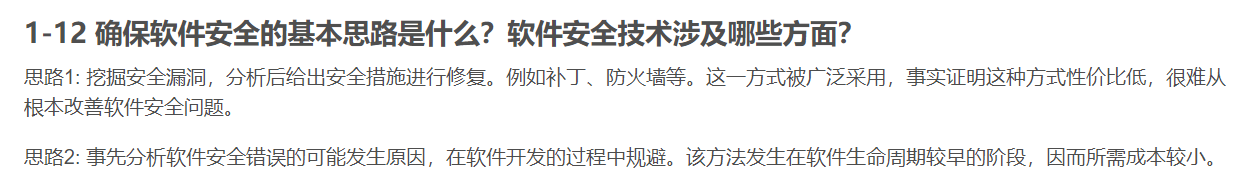 1-12 确保软件安全的基本思路是什么？软件安全技术涉及哪些方面？
思路1: 挖掘安全漏洞，分析后给出安全措施进行修复。例如补丁、防火墙等。这一方式被广泛采用，事实证明这种方式性价比低，很难从
根本改善软件安全问题。
思路2: 事先分析软件安全错误的可能发生原因，在软件开发的过程中规避。该方法发生在软件生命周期较早的阶段，因而所需成本较小。